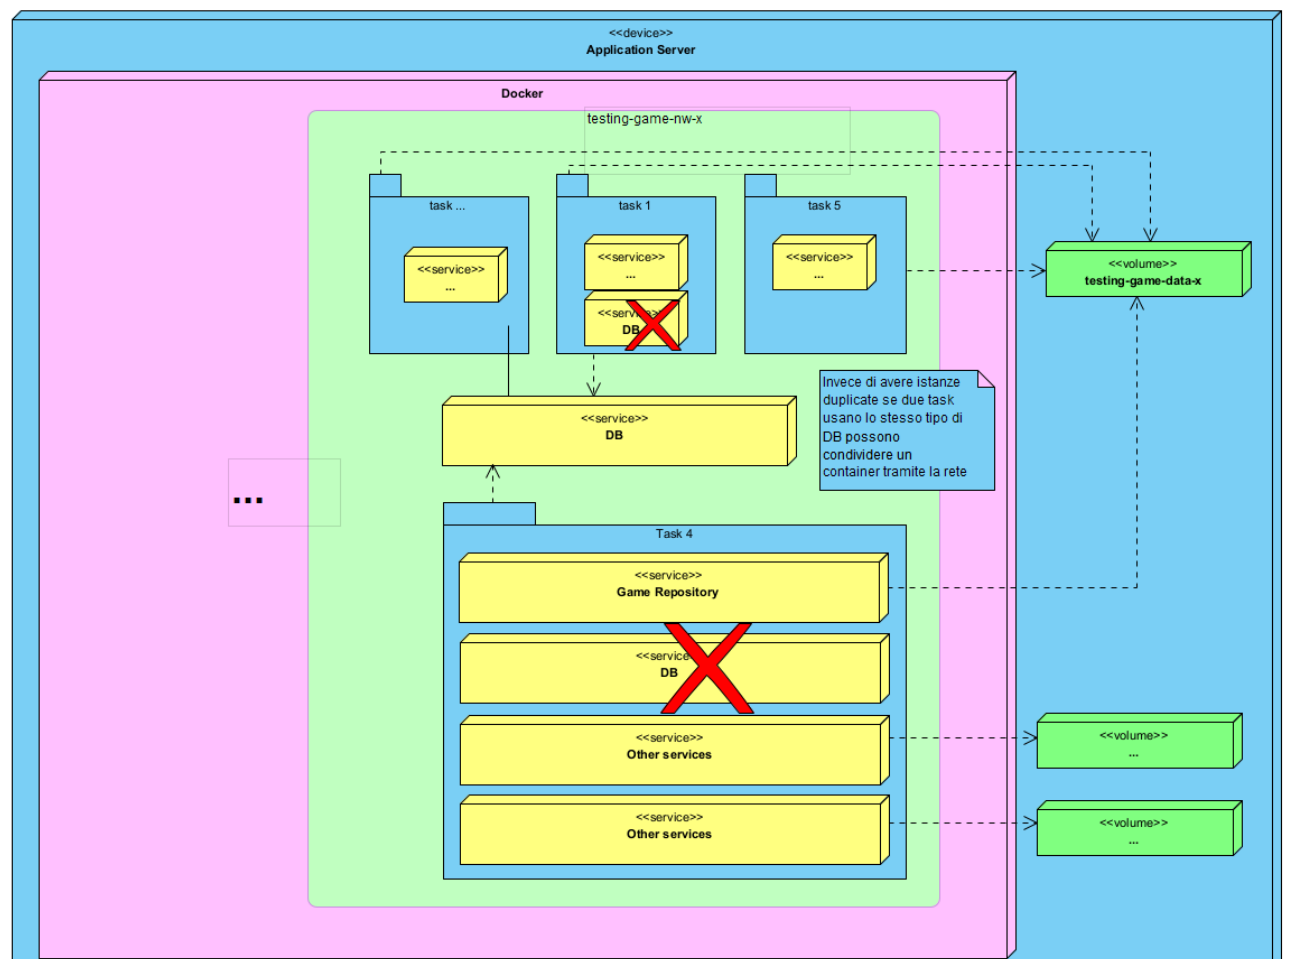 <<device>>
Application Server
Docker
testing-game-nw-x
task ...
<<service>>
...
task 1
<<service>>
...
<<service>>
DB
task 5
<<service>>
...
<<volume>>
testing-game-data-x
<<service>>
DB
Invece di avere istanze
duplicate se due task
usano lo stesso tipo di
DB possono
condividere un
container tramite la rete
...
Task 4
<<service>>
Game Repository
<<service>>
DB
<<service>>
Other services
<<service>>
Other services
<<volume>>
...
<<volume>>
...